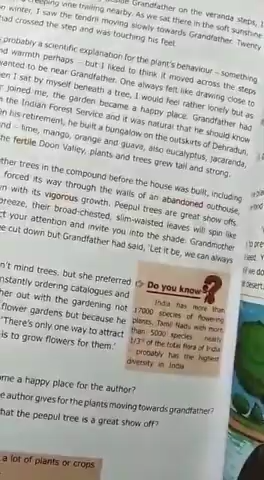 Grandfather on the veranda steps, I
creeping vine trailing nearby. As we sat there in the soft sunshine
winter, I saw the tendril moving slowly towards Grandfather. Twenty
had crossed the step and was touching his feet.
probably a scientific explanation for the plant's behaviour – something
warmth perhaps – but I liked to think it moved across the steps
wanted to be near Grandfather. One always felt like drawing close to
I sat by myself beneath a tree, I would feel rather lonely but as
joined me, the garden became a happy place. Grandfather had
the Indian Forest Service and it was natural that he should know
his retirement, he built a bungalow on the outskirts of Dehradun,
– lime, mango, orange and guava, also eucalyptus, jacaranda,
the fertile Doon Valley, plants and trees grew tall and strong.
ther trees in the compound before the house was built, including
forced its way through the walls of an abandoned outhouse,
with its vigorous growth. Peepul trees are great show offs.
breeze, their broad-chested, slim-waisted leaves will spin like
ct your attention and invite you into the shade. Grandmother
e cut down but Grandfather had said, 'Let it be, we can always
n't mind trees, but she preferred
nstantly ordering catalogues and
her out with the gardening not
flower gardens but because he
'There's only one way to attract
is to grow flowers for them.'
Do you know?
India has more than
17000 species of flowering
plants. Tamil Nadu with more
than 5000 species nearly
1/3rd of the total flora of India
probably has the highest
diversity in India
ame a happy place for the author?
e author gives for the plants moving towards grandfather?
hat the peepul tree is a great show off?
a lot of plants or crops